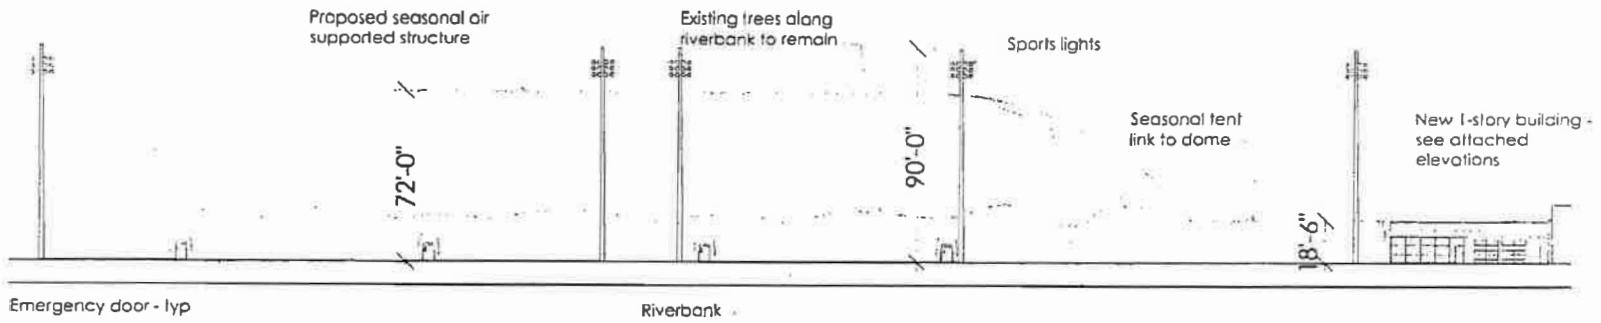 Proposed seasonal air
supported structure
Existing trees along
riverbank to remain
Sports lights
Seasonal tent
link to dome
New 1-story building -
see attached
elevations
72'-0"
90'-0"
18'-6"
Emergency door - typ
Riverbank